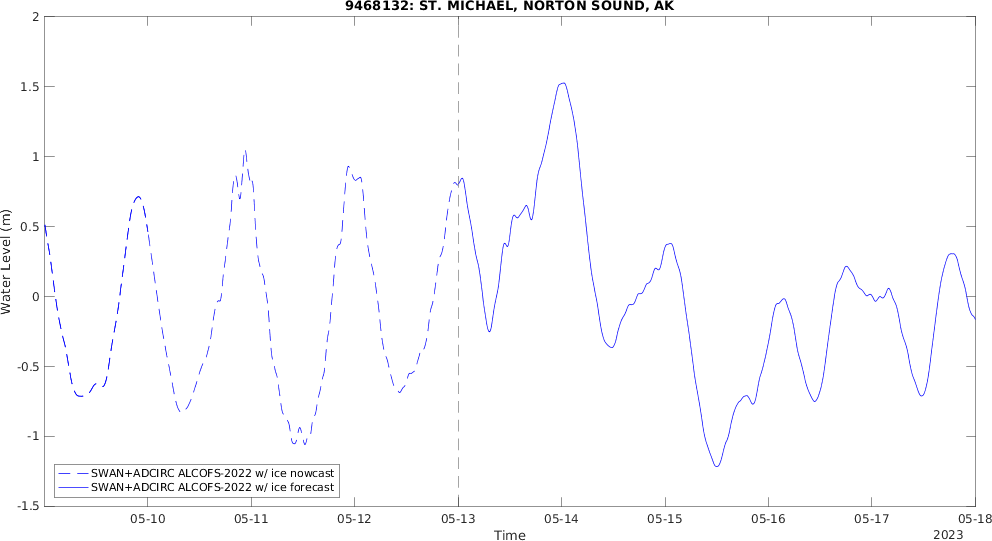 9468132: ST. MICHAEL, NORTON SOUND, AK
Water Level (m)
2
1.5
1
0.5
0
-0.5
-1
-1.5
SWAN+ADCIRC ALCOFS-2022 w/ ice nowcast
SWAN+ADCIRC ALCOFS-2022 w/ ice forecast
05-10 05-11 05-12 05-13 05-14 05-15 05-16 05-17 05-18
Time
2023